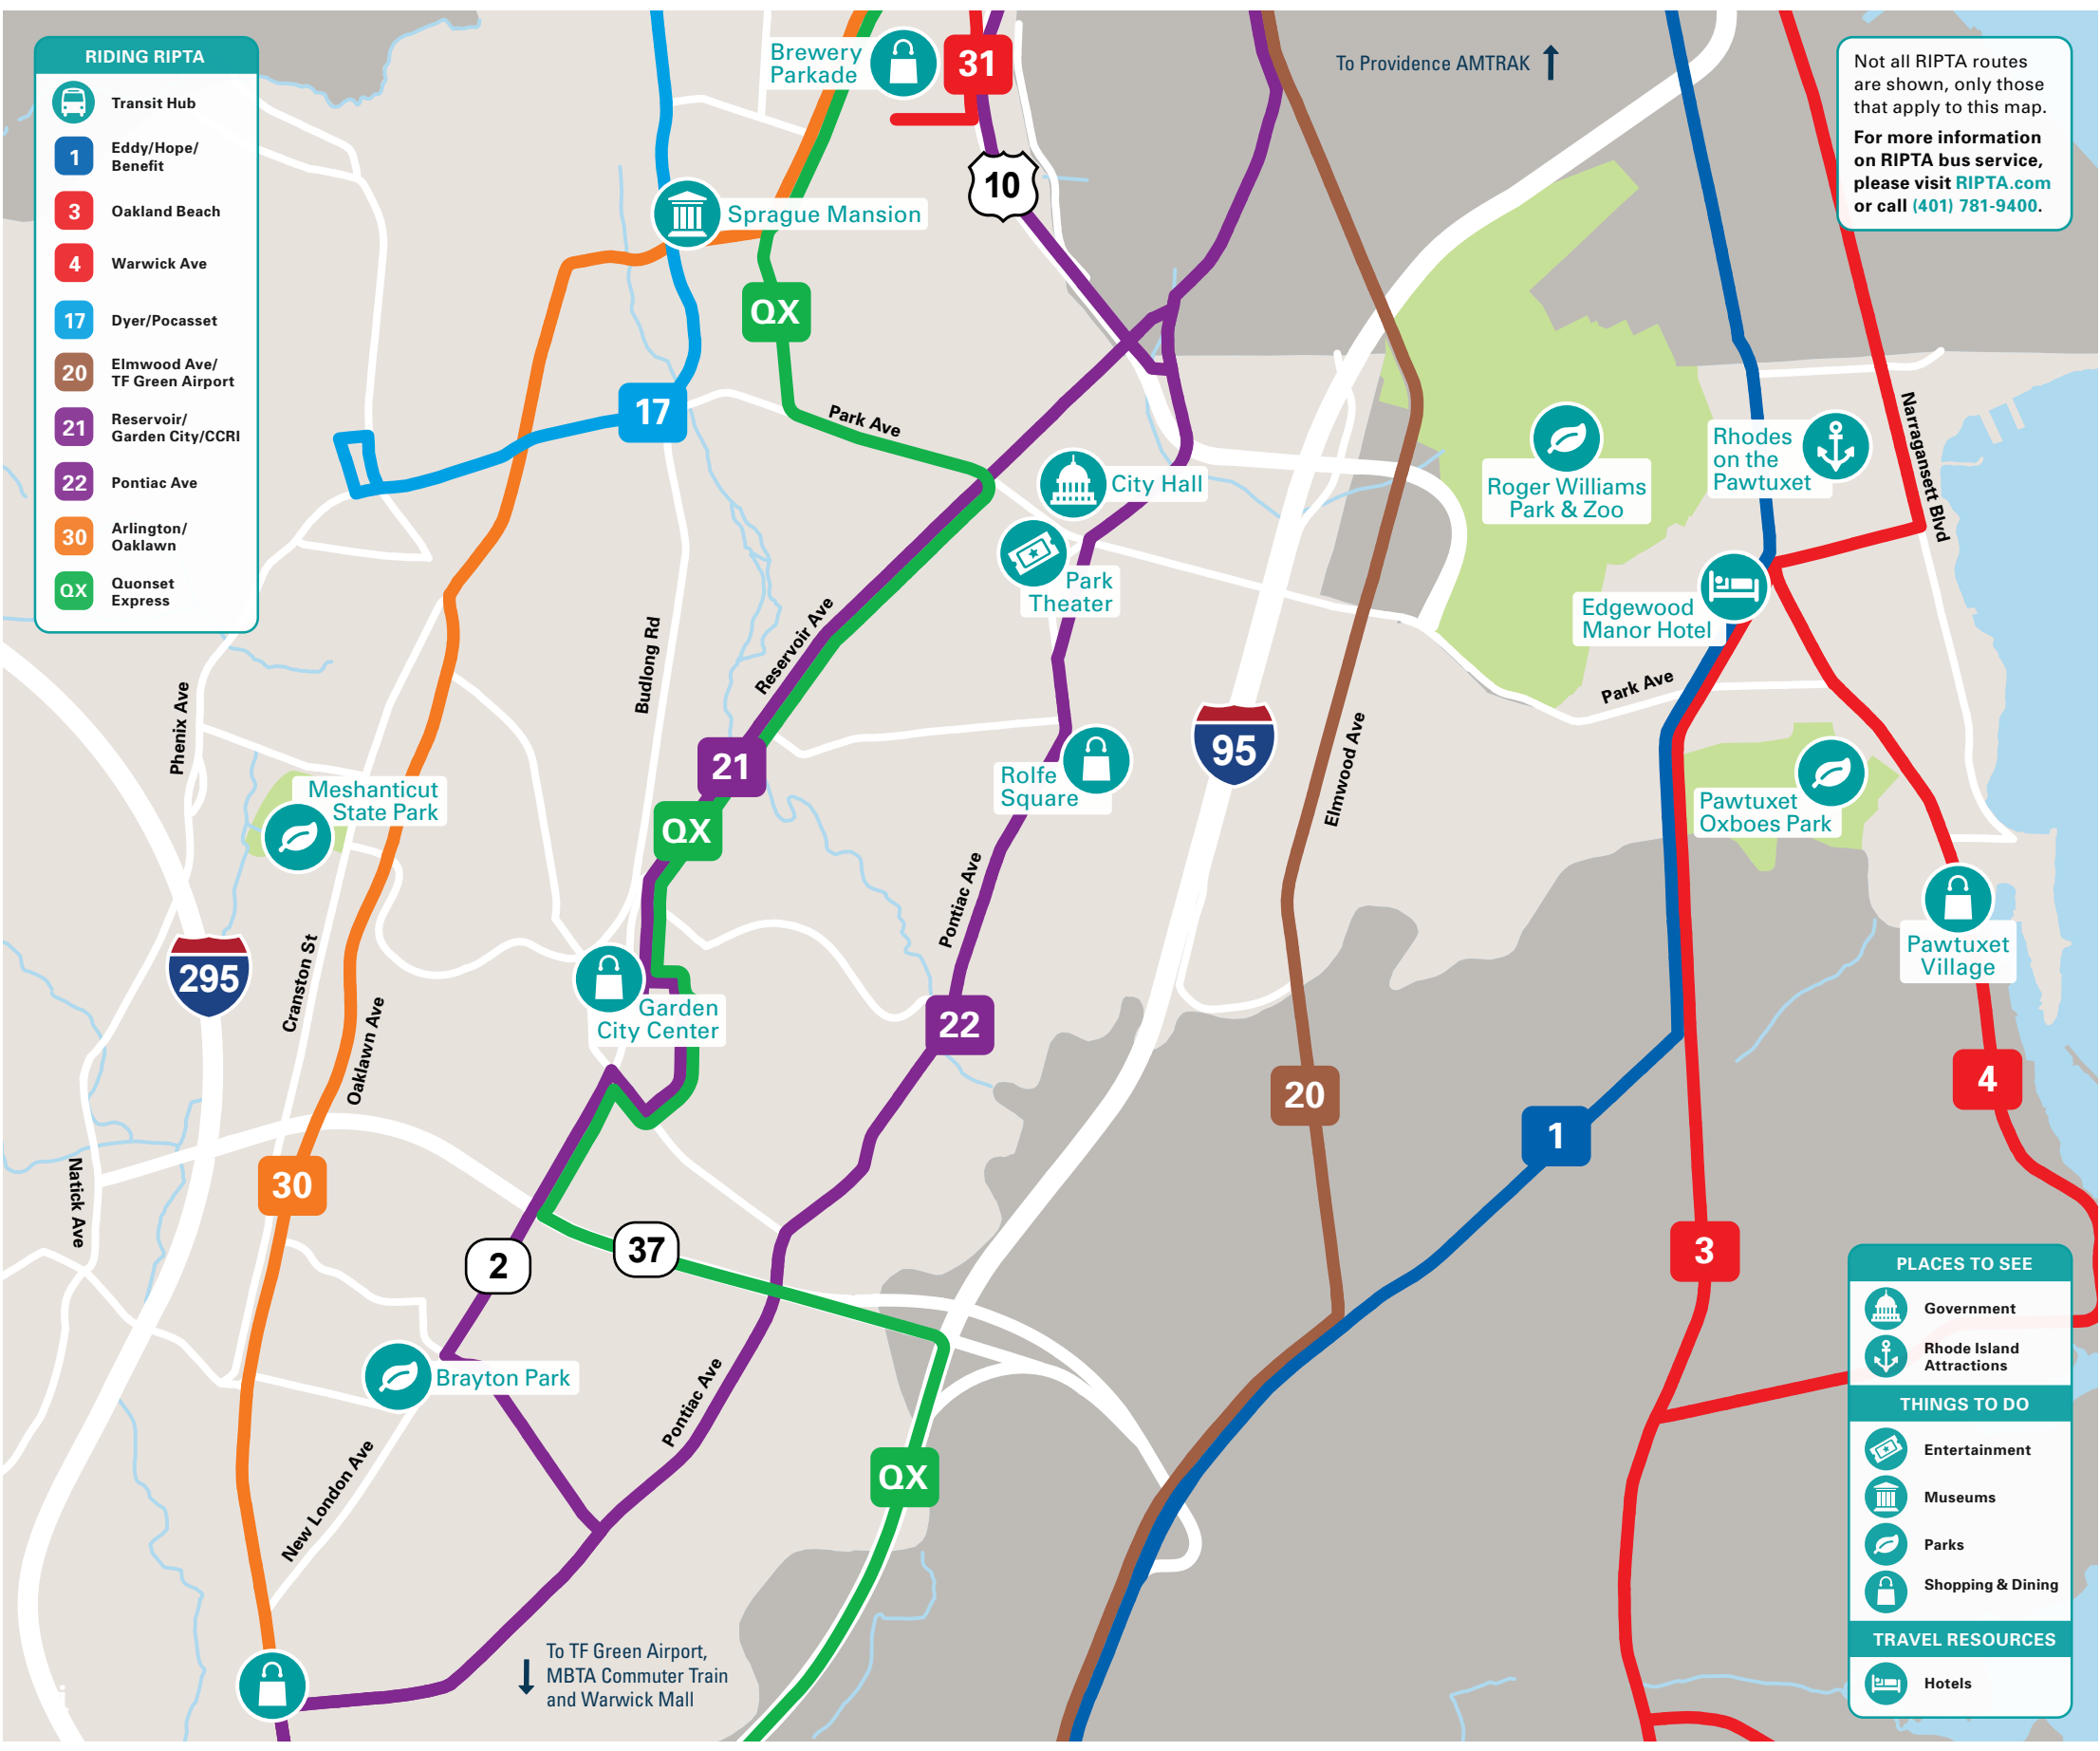 RIDING RIPTA
Transit Hub
1
Eddy/Hope/
Benefit
3
Oakland Beach
4
Warwick Ave
17
Dyer/Pocasset
20
Elmwood Ave/
TF Green Airport
21
Reservoir/
Garden City/CCRI
22
Pontiac Ave
30
Arlington/
Oaklawn
QX
Quonset
Express
Brewery
Parkade
31
To Providence AMTRAK
Not all RIPTA routes
are shown, only those
that apply to this map.
For more information
on RIPTA bus service,
please visit RIPTA.com
or call (401) 781-9400.
10
Sprague Mansion
QX
17
Park Ave
City Hall
Park
Theater
Roger Williams
Park & Zoo
Rhodes
on the
Pawtuxet
Narragansett Blvd
Edgewood
Manor Hotel
Park Ave
Budlong Rd
Reservoir Ave
Phenix Ave
Meshanticut
State Park
21
QX
Rolfe
Square
95
Elmwood Ave
Pawtuxet
Oxboes Park
Pawtuxet
Village
295
Cranston St
Oaklawn Ave
Garden
City Center
Pontiac Ave
22
20
1
4
3
Natick Ave
30
2
37
Brayton Park
Pontiac Ave
New London Ave
QX
To TF Green Airport,
MBTA Commuter Train
and Warwick Mall
PLACES TO SEE
Government
Rhode Island
Attractions
THINGS TO DO
Entertainment
Museums
Parks
Shopping & Dining
TRAVEL RESOURCES
Hotels